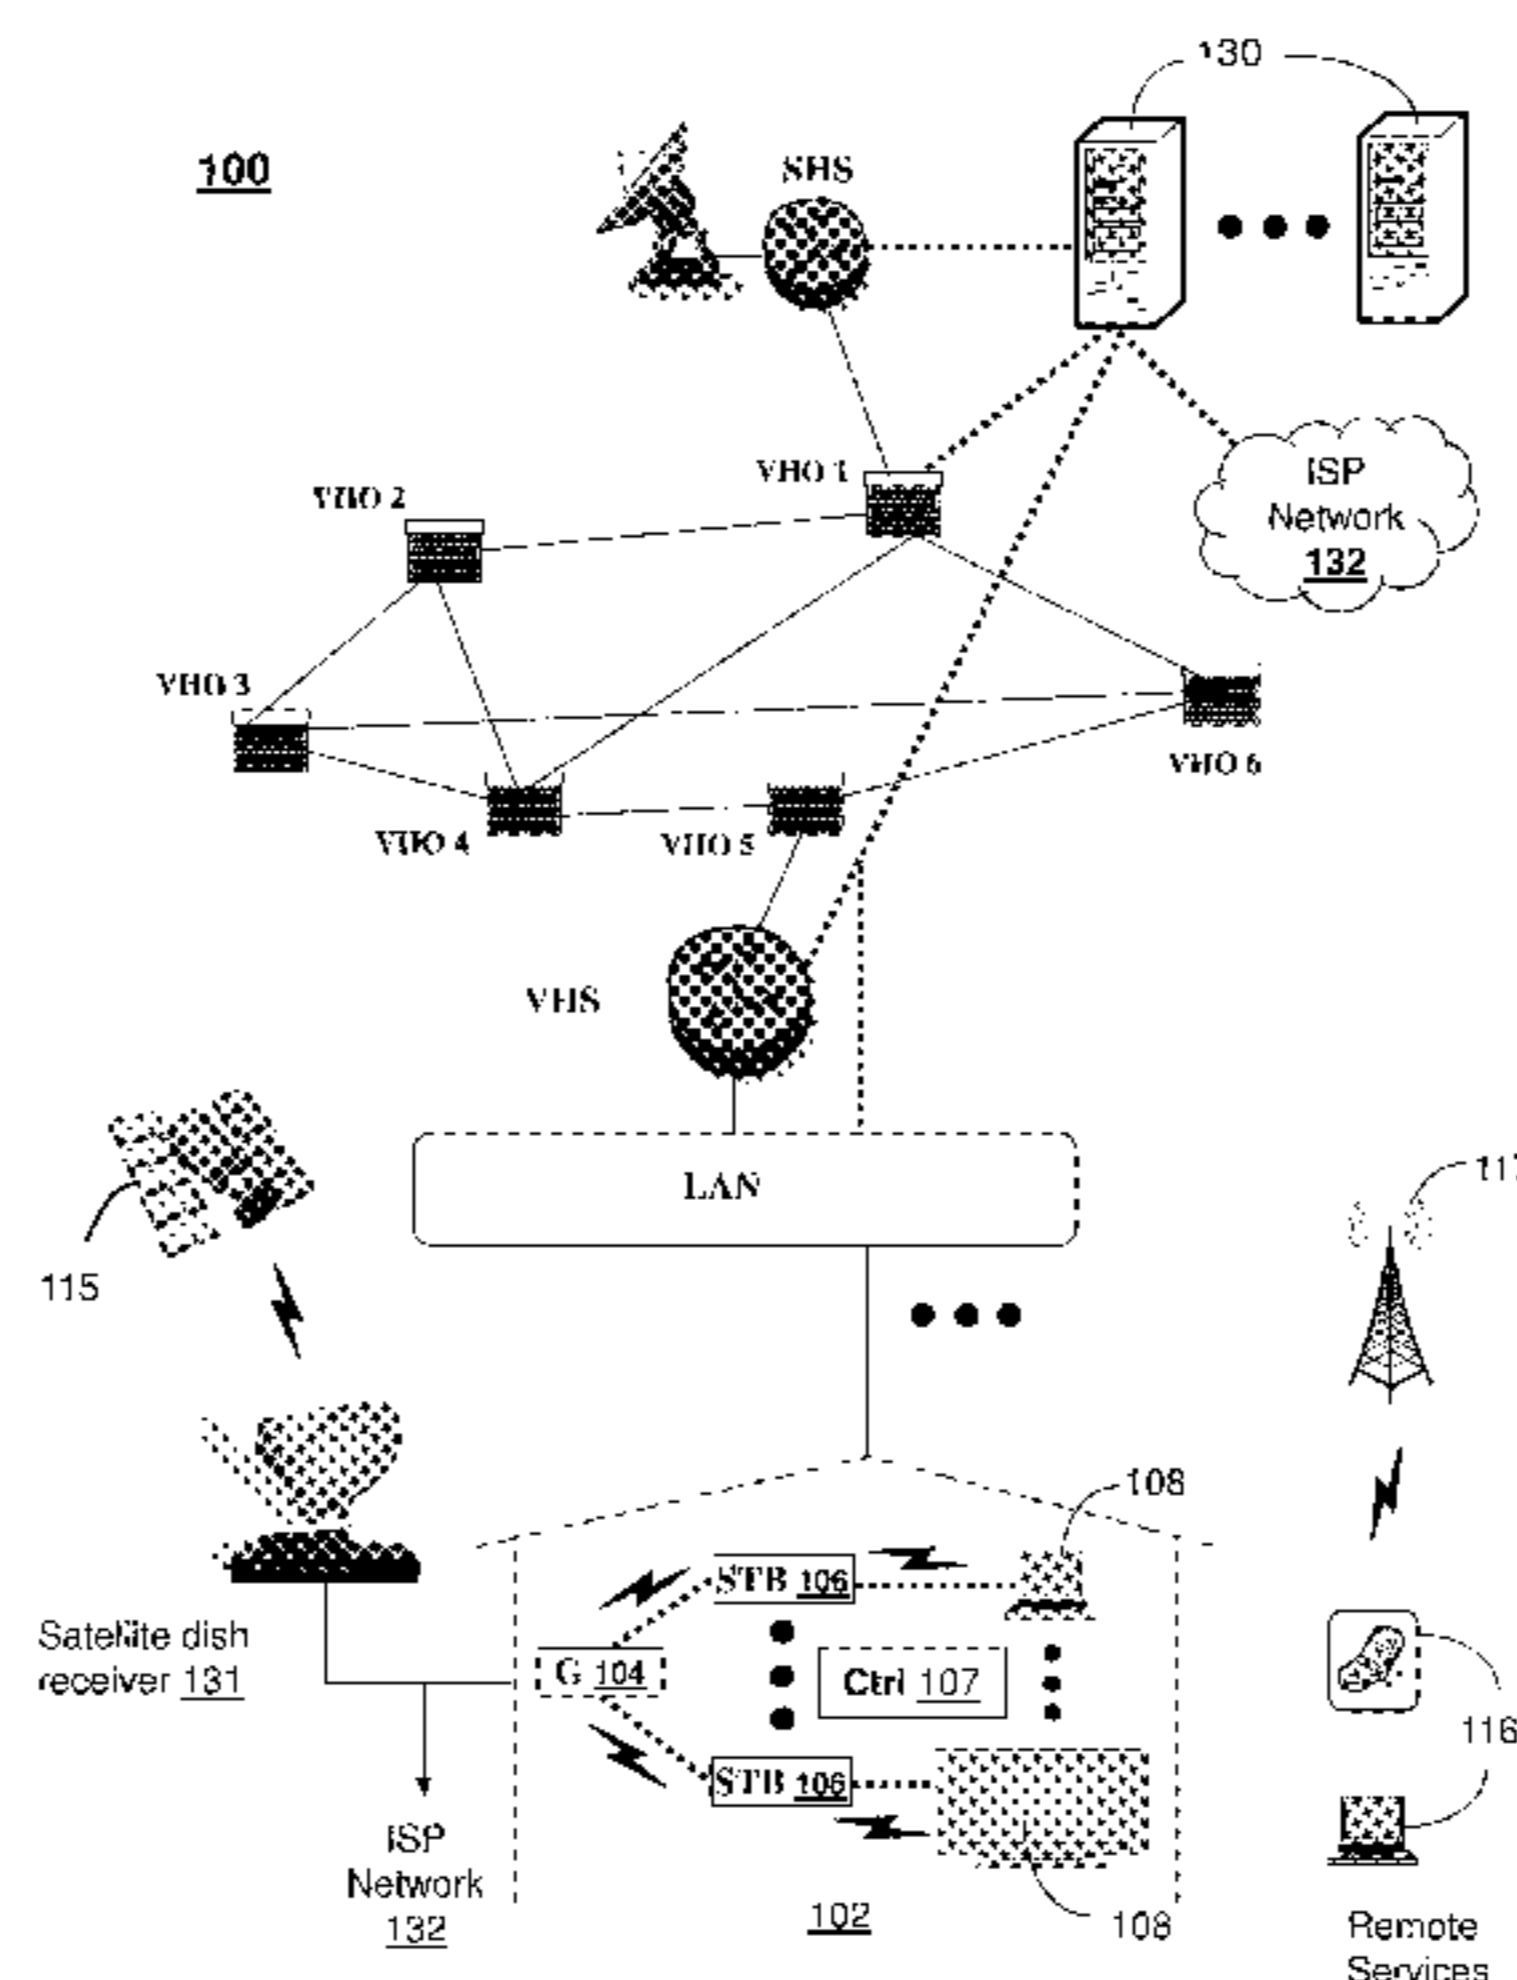 130
100
SHS
VHO 1
ISP
Network
132
VHO 2
VHO 3
VHO 6
VHO 4
VHO 5
VHS
LAN
117
115
108
STB 106
Satellite dish
receiver 131
G 104
Ctrl 107
116
STB 106
ISP
Network
132
102
108
Remote
Services